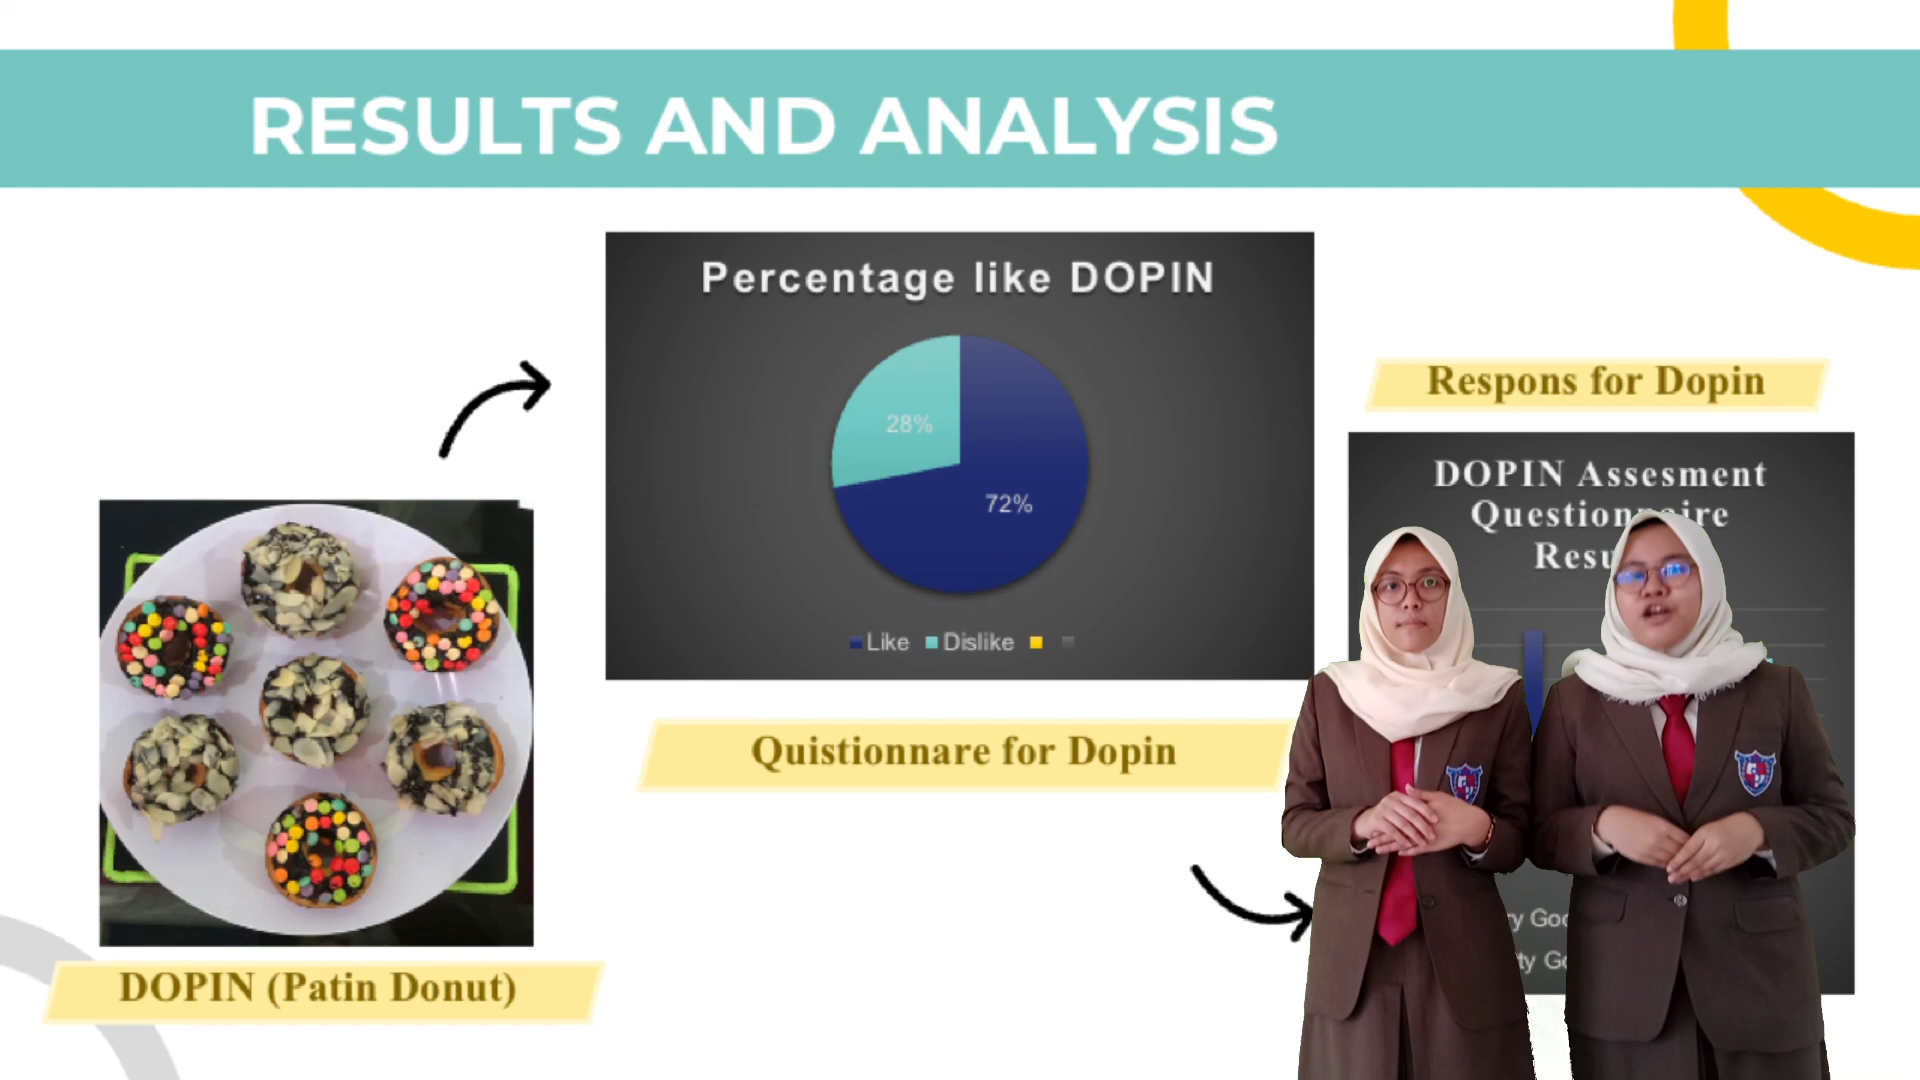 RESULTS AND ANALYSIS
Percentage like DOPIN
28%
72%
Like Dislike
Quistionnare for Dopin
DOPIN (Patin Donut)
Respons for Dopin
DOPIN Assesment